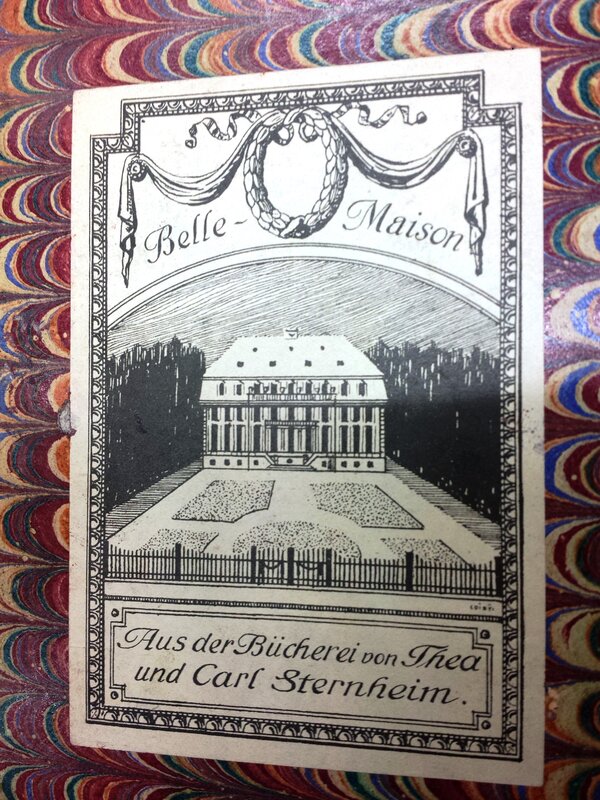 Belle-Maison
Aus der Bücherei von Thea
und Carl Sternheim.